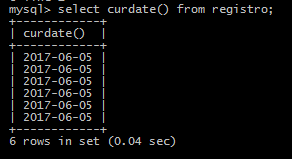 mysql> select curdate() from registro;
+------------+
| curdate()  |
+------------+
| 2017-06-05 |
| 2017-06-05 |
| 2017-06-05 |
| 2017-06-05 |
| 2017-06-05 |
| 2017-06-05 |
+------------+
6 rows in set (0.04 sec)